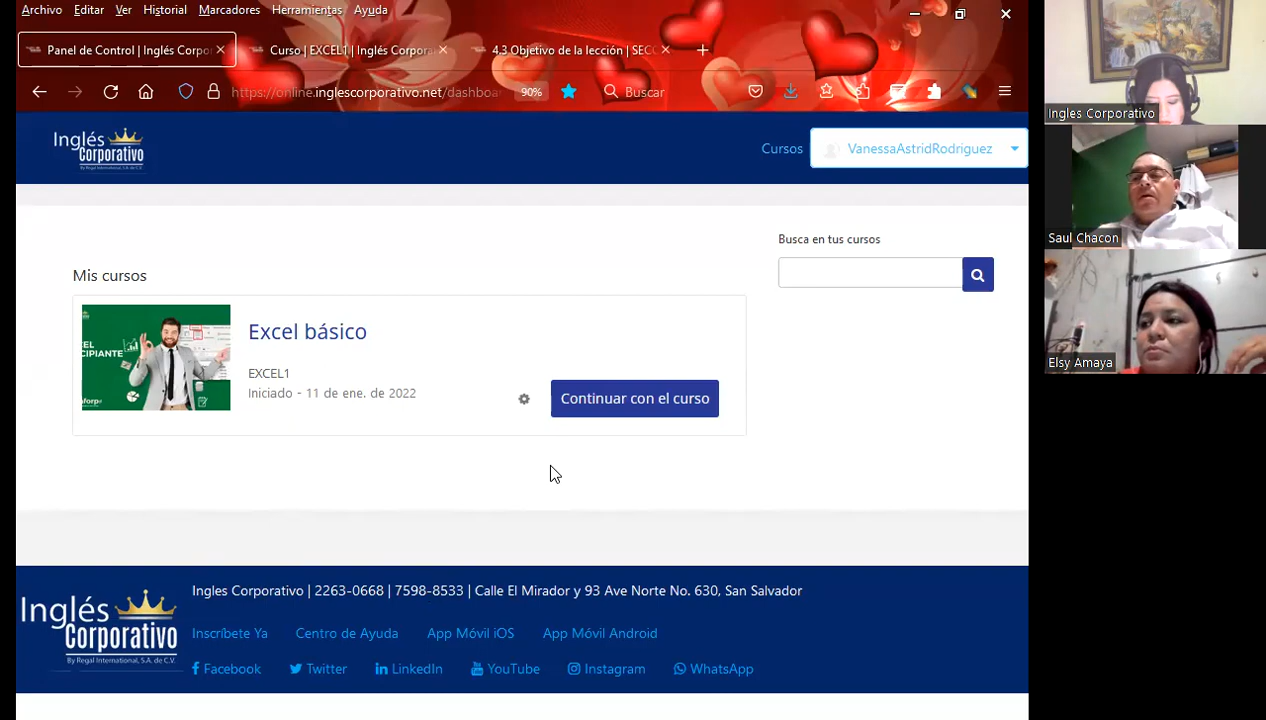 Archivo Editar Ver Historial Marcadores Herramientas Ayuda
Panel de Control | Inglés Corpor
Curso | EXCEL1 | Inglés Corpora
4.3 Objetivo de la lección | SECC
https://online.inglescorporativo.net/dashboa
90%
Buscar
Inglés
Corporativo
By Regal International, S.A. de C.V.
Cursos
VanessaAstridRodriguez
Busca en tus cursos
Mis cursos
Excel básico
EXCEL1
Iniciado - 11 de ene. de 2022
Continuar con el curso
Inglés
Corporativo
By Regal International, S.A. de C.V.
Ingles Corporativo | 2263-0668 | 7598-8533 | Calle El Mirador y 93 Ave Norte No. 630, San Salvador
Inscríbete Ya Centro de Ayuda App Móvil iOS App Móvil Android
Facebook Twitter LinkedIn YouTube Instagram WhatsApp
Ingles Corporativo
Saul Chacon
Elsy Amaya